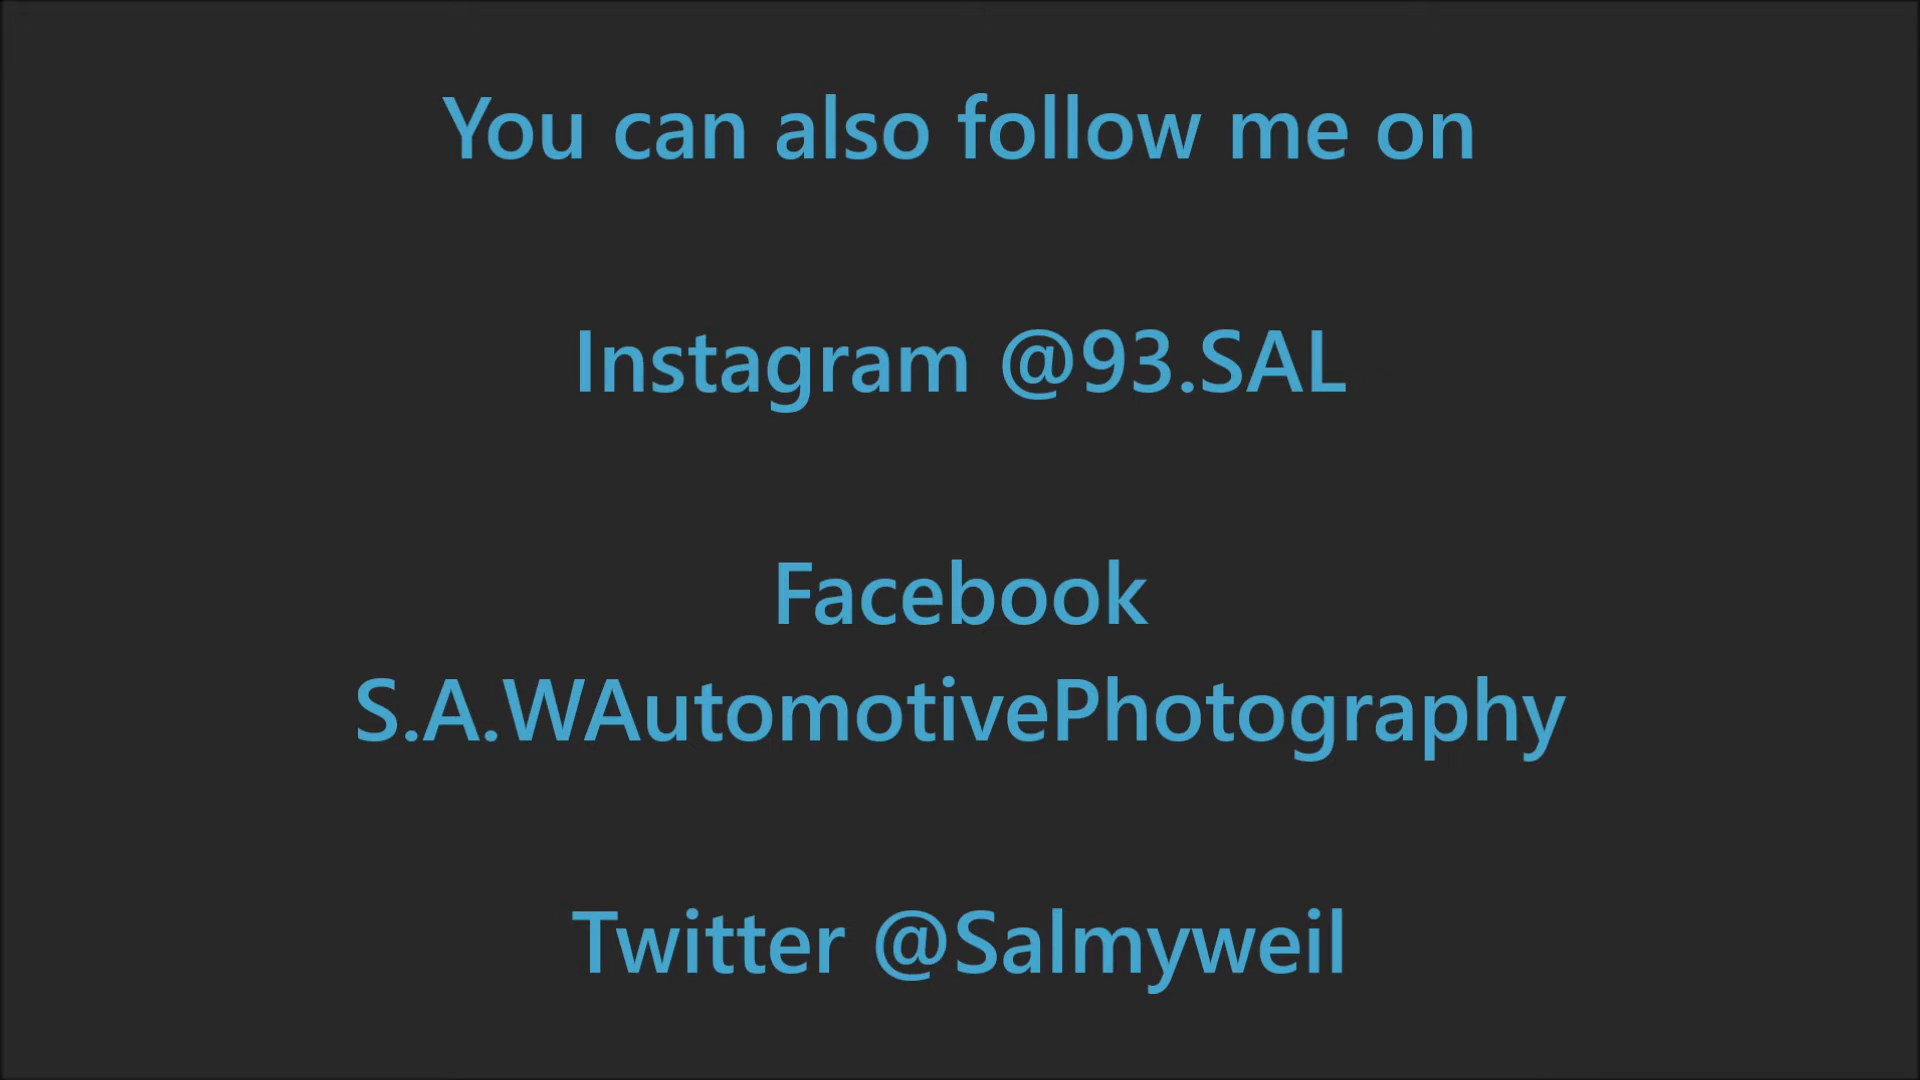 You can also follow me on
Instagram @93.SAL
Facebook
S.A.WAutomotivePhotography
Twitter @Salmyweil